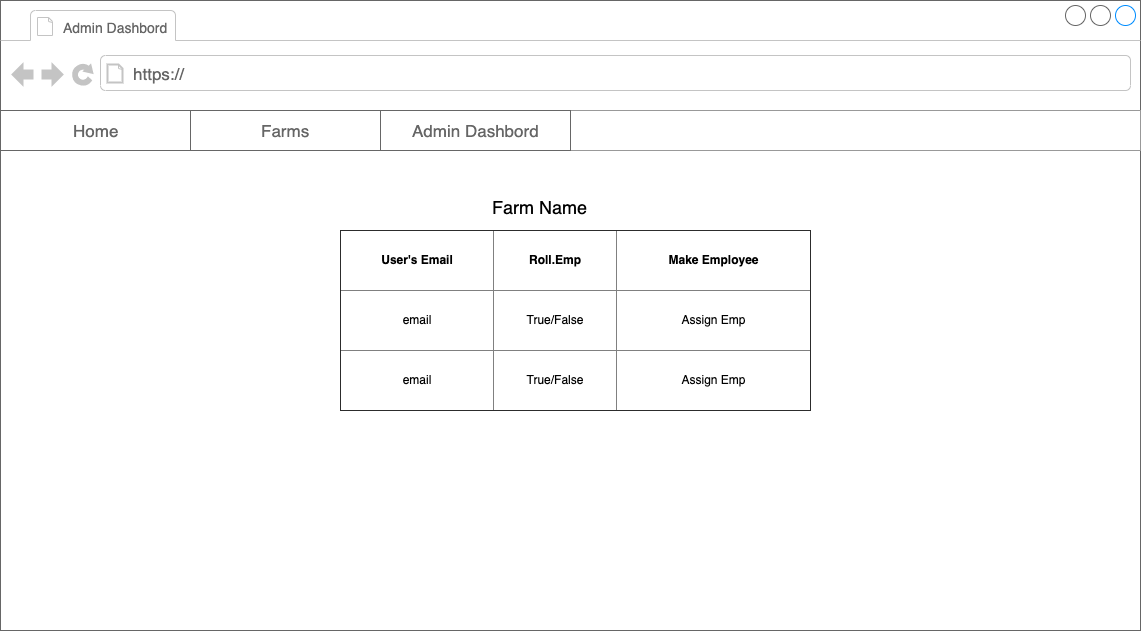 Admin Dashbord
https://
Home Farms Admin Dashbord
Farm Name
User's Email Roll.Emp Make Employee
email True/False Assign Emp
email True/False Assign Emp